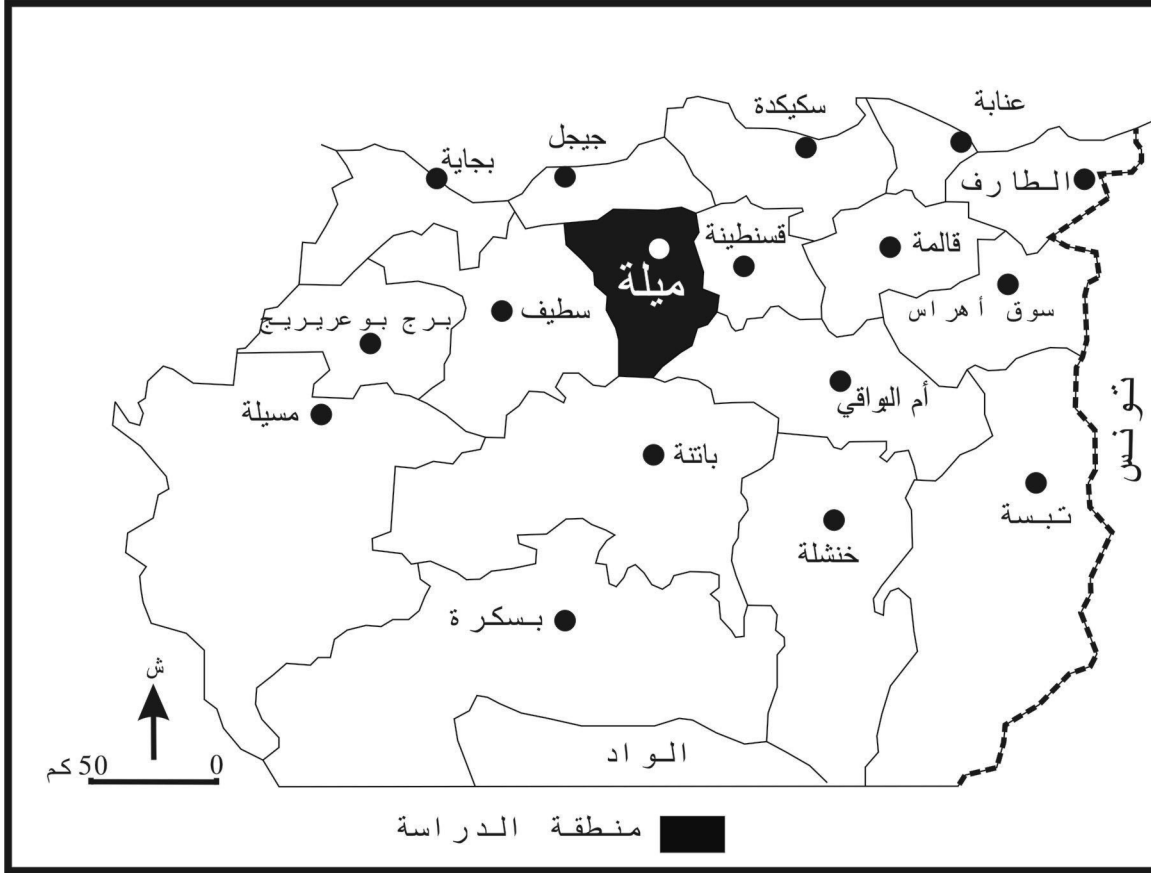 عنابة
سكيكدة
جيجل
بجاية
الطارف
قسنطينة
قالمة
ميلة
سوق أهراس
سطيف
برج بوعريريج
أم البواقي
تونس
مسيلة
باتنة
تبسة
خنشلة
بسكرة
ش
الواد
0 50 كم
منطقة الدراسة